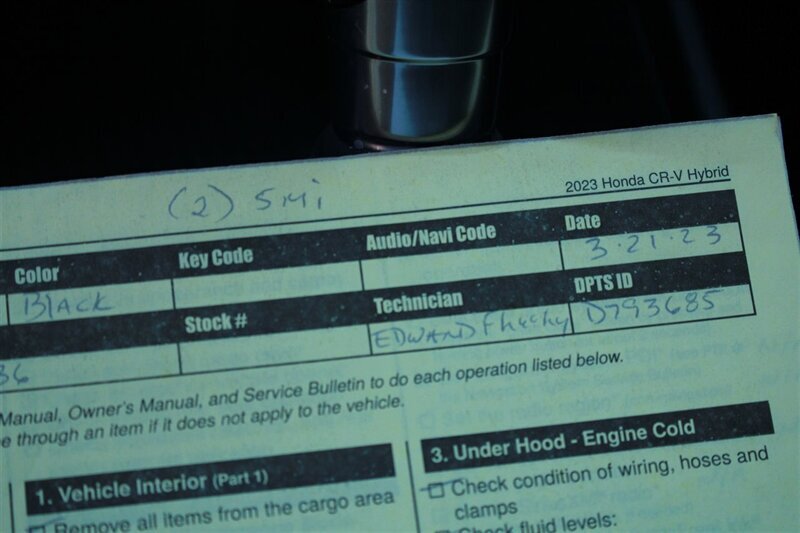 (2) 5 Mi
2023 Honda CR-V Hybrid
Color Key Code Audio/Navi Code Date
Black 3-21-23
Stock # Technician DPTS ID
36 EDWARD D793685
Manual, Owner's Manual, and Service Bulletin to do each operation listed below.
e through an item if it does not apply to the vehicle.
1. Vehicle Interior (Part 1)
Remove all items from the cargo area
3. Under Hood - Engine Cold
Check condition of wiring, hoses and
clamps
Check fluid levels: